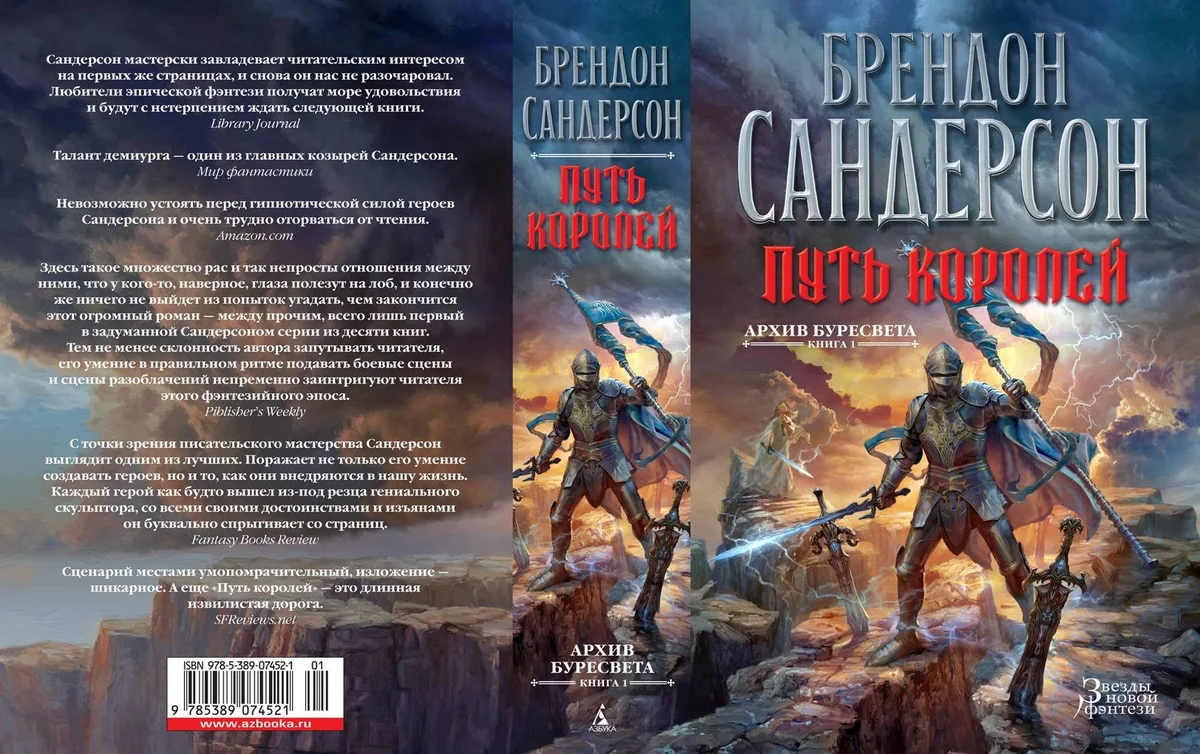 Сандерсон мастерски завладевает читательским интересом
на первых же страницах, и снова он нас не разочаровал.
Любители эпической фэнтези получат море удовольствия
и будут с нетерпением ждать следующей книги.
Library Journal
Талант демиурга — один из главных козырей Сандерсона.
Мир фантастики
Невозможно устоять перед гипнотической силой героев
Сандерсона и очень трудно оторваться от чтения.
Amazon.com
Здесь такое множество рас и так непросты отношения между
ними, что у кого-то, наверное, глаза полезут на лоб, и конечно
же ничего не выйдет из попыток угадать, чем закончится
этот огромный роман — между прочим, всего лишь первый
в задуманной Сандерсоном серии из десяти книг.
Тем не менее склонность автора запутывать читателя,
его умение в правильном ритме подавать боевые сцены
и сцены разоблачений непременно заинтригуют читателя
этого фэнтезийного эпоса.
Piblisher's Weekly
С точки зрения писательского мастерства Сандерсон
выглядит одним из лучших. Поражает не только его умение
создавать героев, но и то, как они внедряются в нашу жизнь.
Каждый герой как будто вышел из-под резца гениального
скульптора, со всеми своими достоинствами и изъянами
он буквально спрыгивает со страниц.
Fantasy Books Review
Сценарий местами умопомрачительный, изложение —
шикарное. А еще «Путь королей» — это длинная
извилистая дорога.
SFReviews.net
ISBN 978-5-389-07452-1 01
9 785389 074521
www.azbooka.ru
БРЕНДОН
САНДЕРСОН
ПУТЬ
КОРОЛЕЙ
АРХИВ
БУРЕСВЕТА
КНИГА 1
АЗБУКА
БРЕНДОН
САНДЕРСОН
ПУТЬ КОРОЛЕЙ
АРХИВ БУРЕСВЕТА
КНИГА 1
Звезды
новой
фэнтези